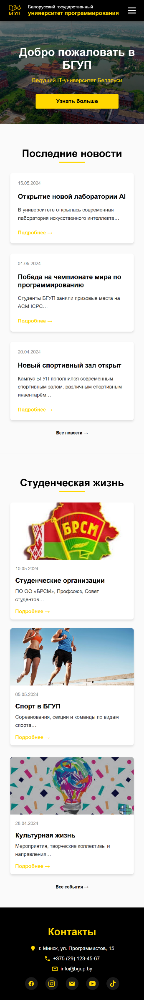 БГУП
Белорусский государственный
университет программирования
Добро пожаловать в
БГУП
Ведущий IT-университет Беларуси
Узнать больше
Последние новости
15.05.2024
Открытие новой лаборатории AI
В университете открылась современная
лаборатория искусственного интеллекта…
Подробнее →
01.05.2024
Победа на чемпионате мира по
программированию
Студенты БГУП заняли призовые места на
ACM ICPC…
Подробнее →
20.04.2024
Новый спортивный зал открыт
Кампус БГУП пополнился современным
спортивным залом, различным спортивным
инвентарём…
Подробнее →
Все новости →
Студенческая жизнь
БРСМ
10.05.2024
Студенческие организации
ПО ОО «БРСМ», Профсоюз, Совет
студентов…
Подробнее →
05.05.2024
Спорт в БГУП
Соревнования, секции и команды по видам
спорта…
Подробнее →
28.04.2024
Культурная жизнь
Мероприятия, творческие коллективы и
направления…
Подробнее →
Все события →
Контакты
г. Минск, ул. Программистов, 15
+375 (29) 123-45-67
info@bgup.by